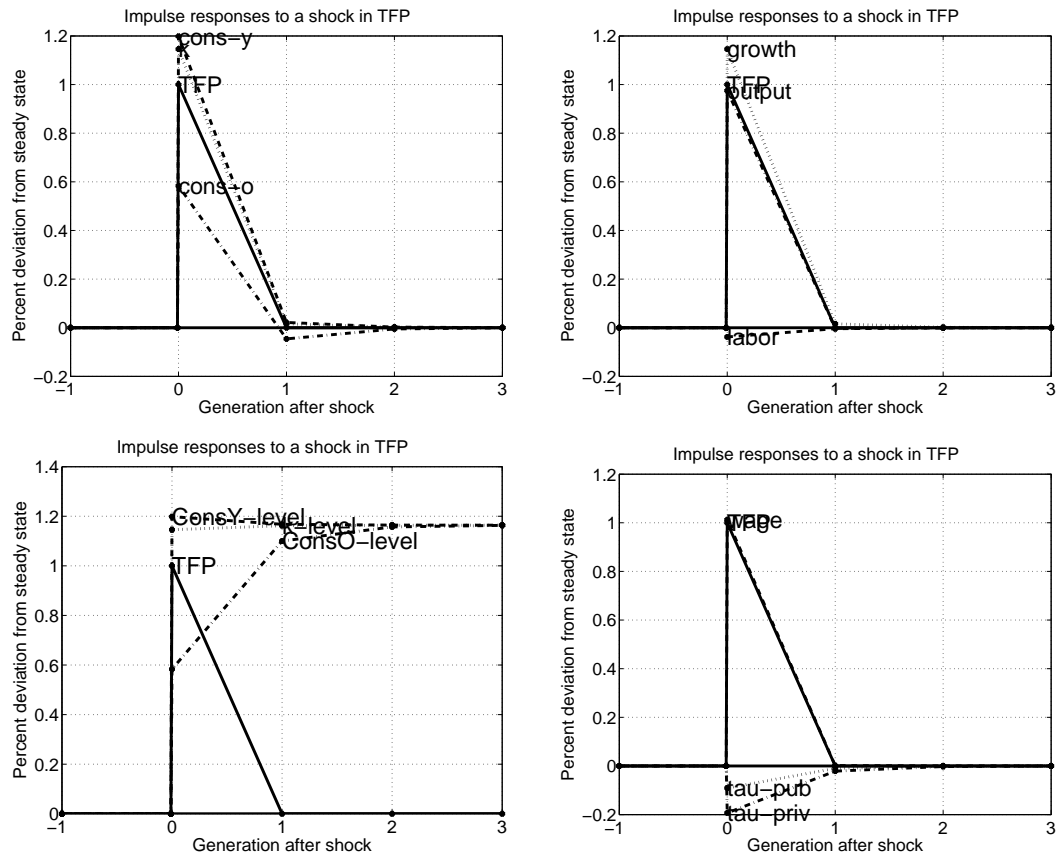 Impulse responses to a shock in TFP
Percent deviation from steady state
1.2
1
0.8
0.6
0.4
0.2
0
−0.2
cons−y
TFP
cons−o
−1 0 1 2 3
Generation after shock
Impulse responses to a shock in TFP
Percent deviation from steady state
1.2
1
0.8
0.6
0.4
0.2
0
−0.2
growth
TFP
output
labor
−1 0 1 2 3
Generation after shock
Impulse responses to a shock in TFP
Percent deviation from steady state
1.4
1.2
1
0.8
0.6
0.4
0.2
0
ConsY−level
k−level
ConsO−level
TFP
−1 0 1 2 3
Generation after shock
Impulse responses to a shock in TFP
Percent deviation from steady state
1.2
1
0.8
0.6
0.4
0.2
0
−0.2
TFP
wage
tau−pub
tau−priv
−1 0 1 2 3
Generation after shock